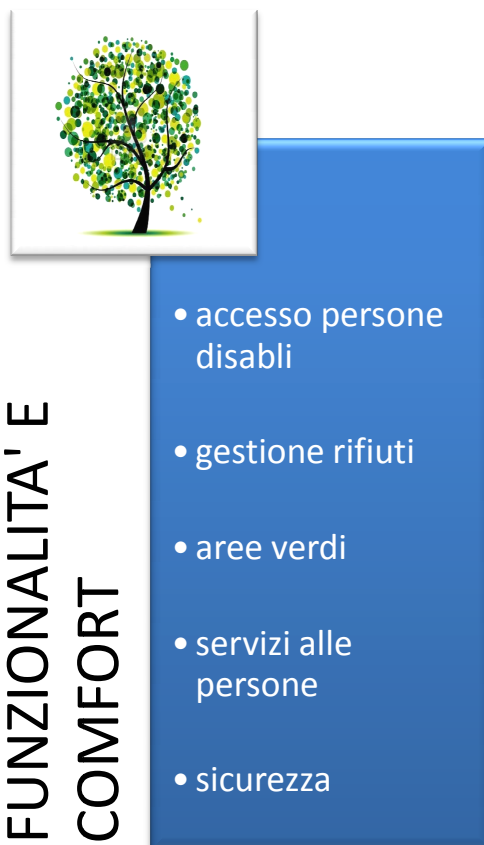 FUNZIONALITA' E
COMFORT
• accesso persone
disabli
• gestione rifiuti
• aree verdi
• servizi alle
persone
• sicurezza